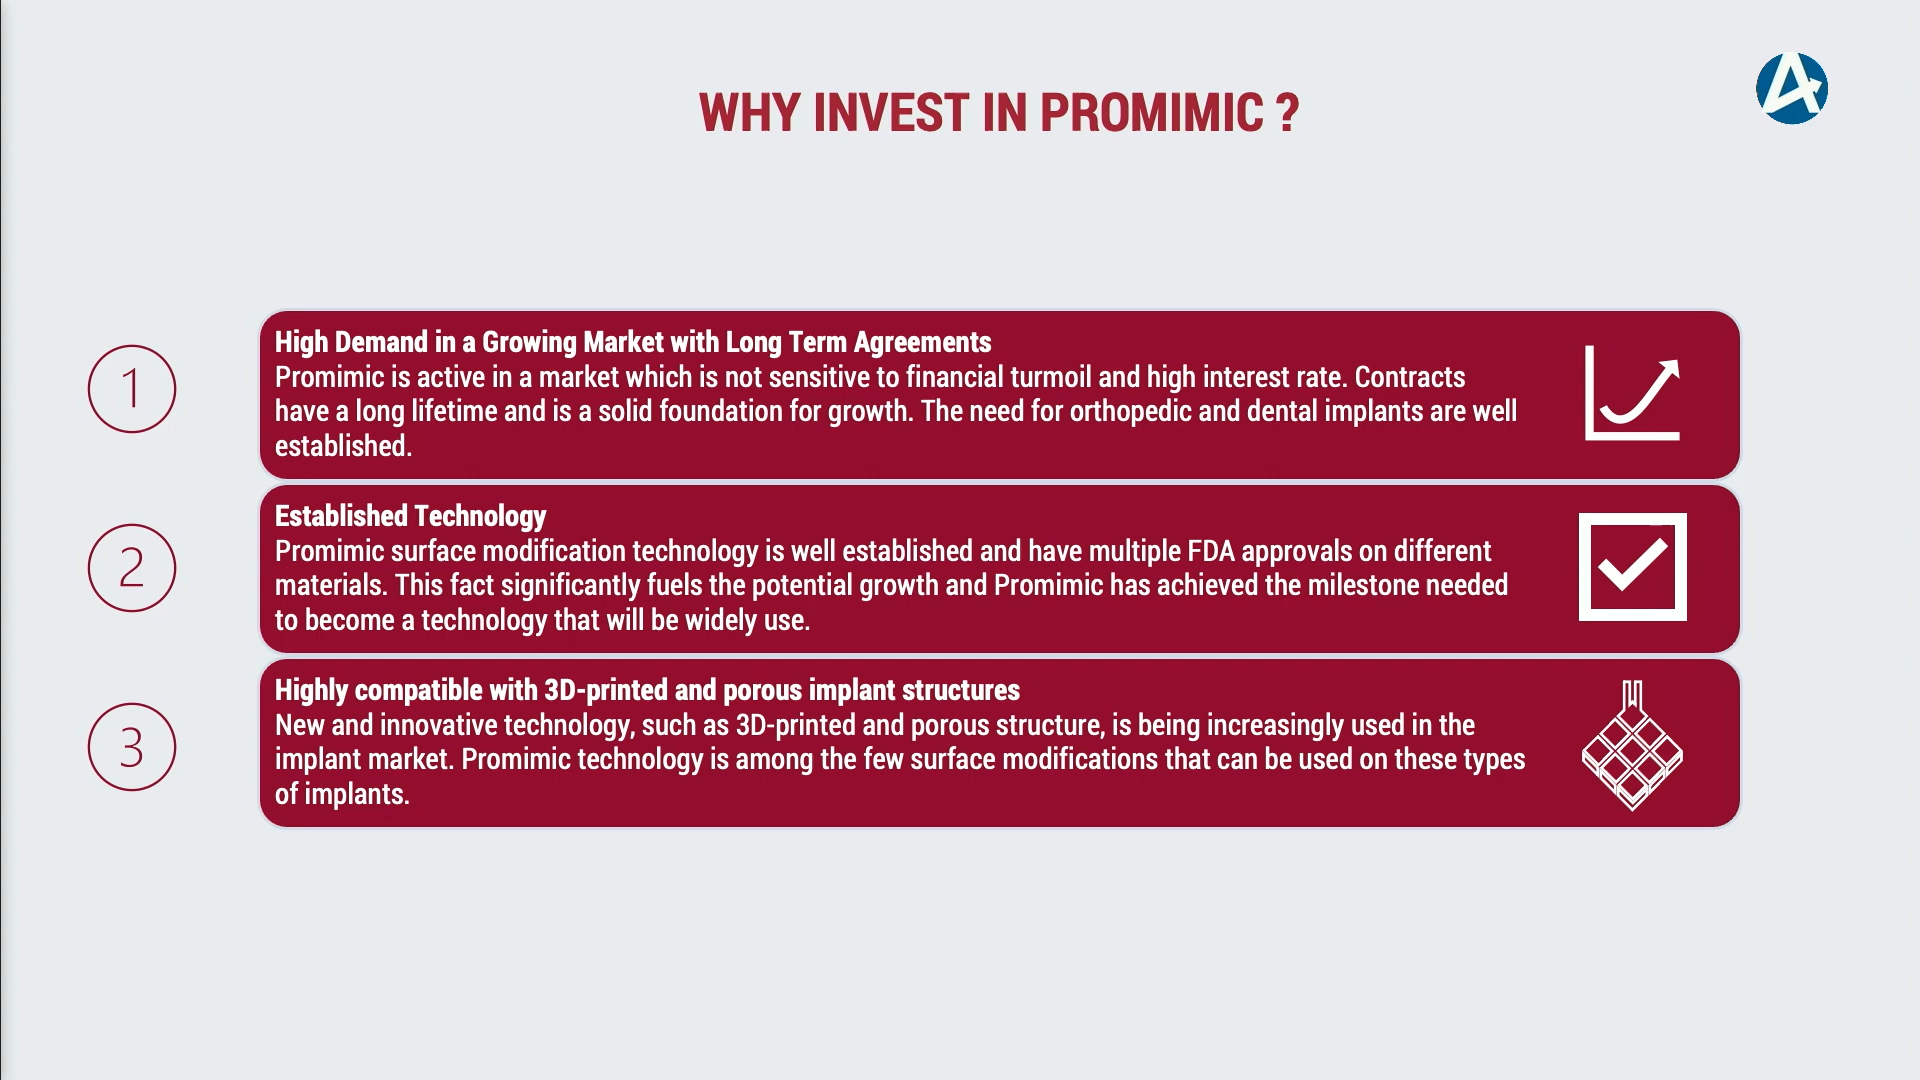 WHY INVEST IN PROMIMIC ?
1
High Demand in a Growing Market with Long Term Agreements
Promimic is active in a market which is not sensitive to financial turmoil and high interest rate. Contracts
have a long lifetime and is a solid foundation for growth. The need for orthopedic and dental implants are well
established.
2
Established Technology
Promimic surface modification technology is well established and have multiple FDA approvals on different
materials. This fact significantly fuels the potential growth and Promimic has achieved the milestone needed
to become a technology that will be widely use.
3
Highly compatible with 3D-printed and porous implant structures
New and innovative technology, such as 3D-printed and porous structure, is being increasingly used in the
implant market. Promimic technology is among the few surface modifications that can be used on these types
of implants.